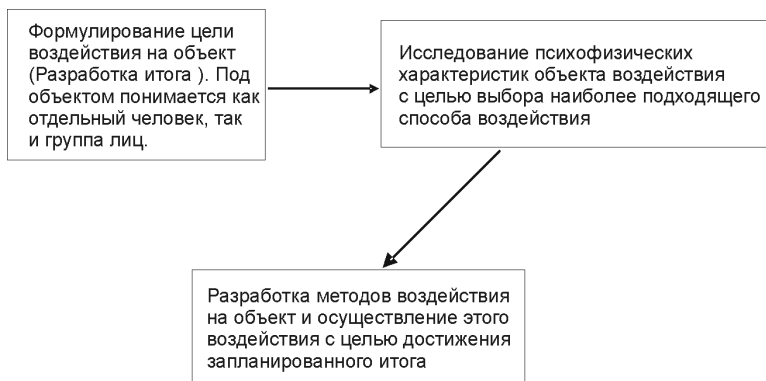 Формулирование цели
воздействия на объект
(Разработка итога ). Под
объектом понимается как
отдельный человек, так
и группа лиц.
Исследование психофизических
характеристик объекта воздействия
с целью выбора наиболее подходящего
способа воздействия
Разработка методов воздействия
на объект и осуществление этого
воздействия с целью достижения
запланированного итога